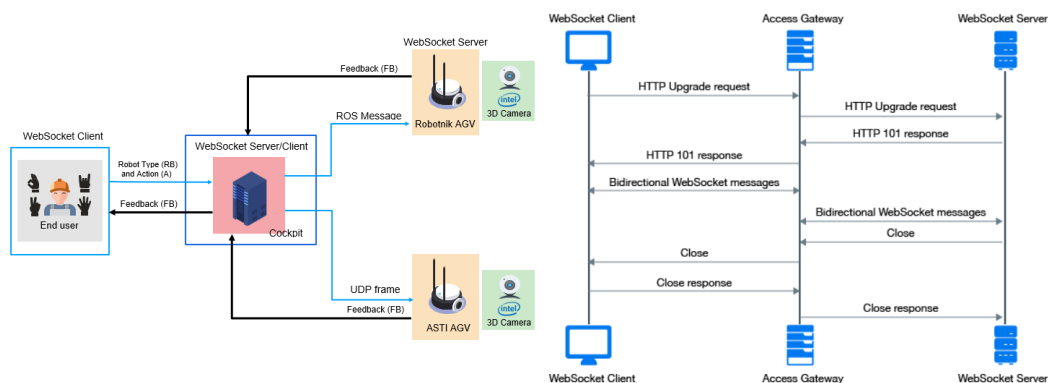 WebSocket Client
End user
Robot Type (RB)
and Action (A)
Feedback (FB)
WebSocket Server/Client
Cockpit
Feedback (FB)
ROS Message
WebSocket Server
Robotnik AGV
intel
3D Camera
UDP frame
Feedback (FB)
ASTI AGV
intel
3D Camera
WebSocket Client
Access Gateway
WebSocket Server
HTTP Upgrade request
HTTP Upgrade request
HTTP 101 response
HTTP 101 response
Bidirectional WebSocket messages
Bidirectional WebSocket messages
Close
Close
Close response
Close response
WebSocket Client
Access Gateway
WebSocket Server